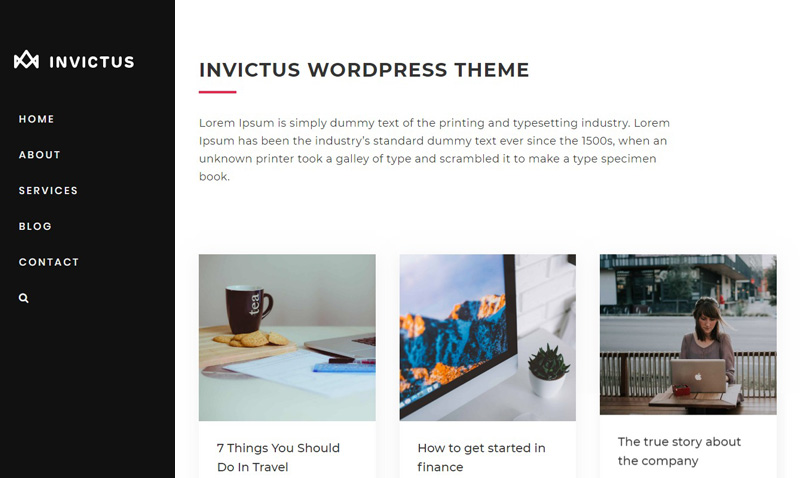 INVICTUS
HOME
ABOUT
SERVICES
BLOG
CONTACT
INVICTUS WORDPRESS THEME
Lorem Ipsum is simply dummy text of the printing and typesetting industry. Lorem
Ipsum has been the industry's standard dummy text ever since the 1500s, when an
unknown printer took a galley of type and scrambled it to make a type specimen
book.
tea
7 Things You Should
Do In Travel
How to get started in
finance
The true story about
the company